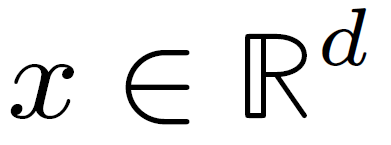 x ∈ ℝ^d